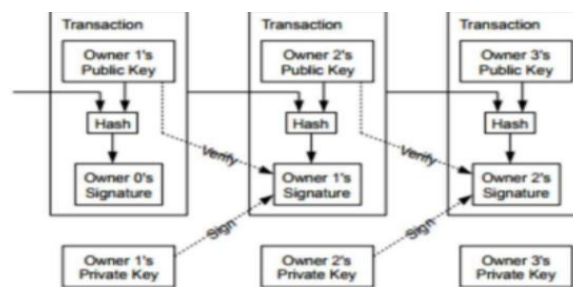 Transaction
Transaction
Transaction
Owner 1's
Public Key
Owner 2's
Public Key
Owner 3's
Public Key
Hash
Hash
Hash
Verify
Verify
Owner 0's
Signature
Owner 1's
Signature
Owner 2's
Signature
Sign
Sign
Owner 1's
Private Key
Owner 2's
Private Key
Owner 3's
Private Key